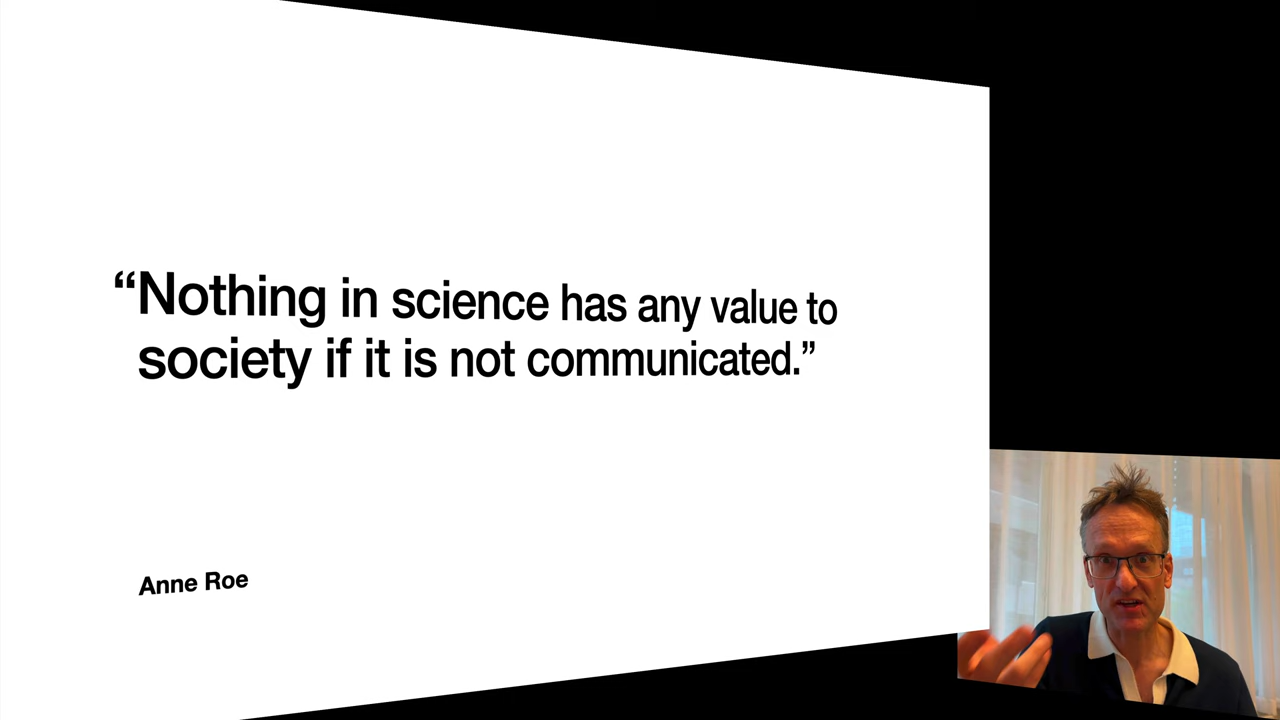 “Nothing in science has any value to
society if it is not communicated.”
Anne Roe